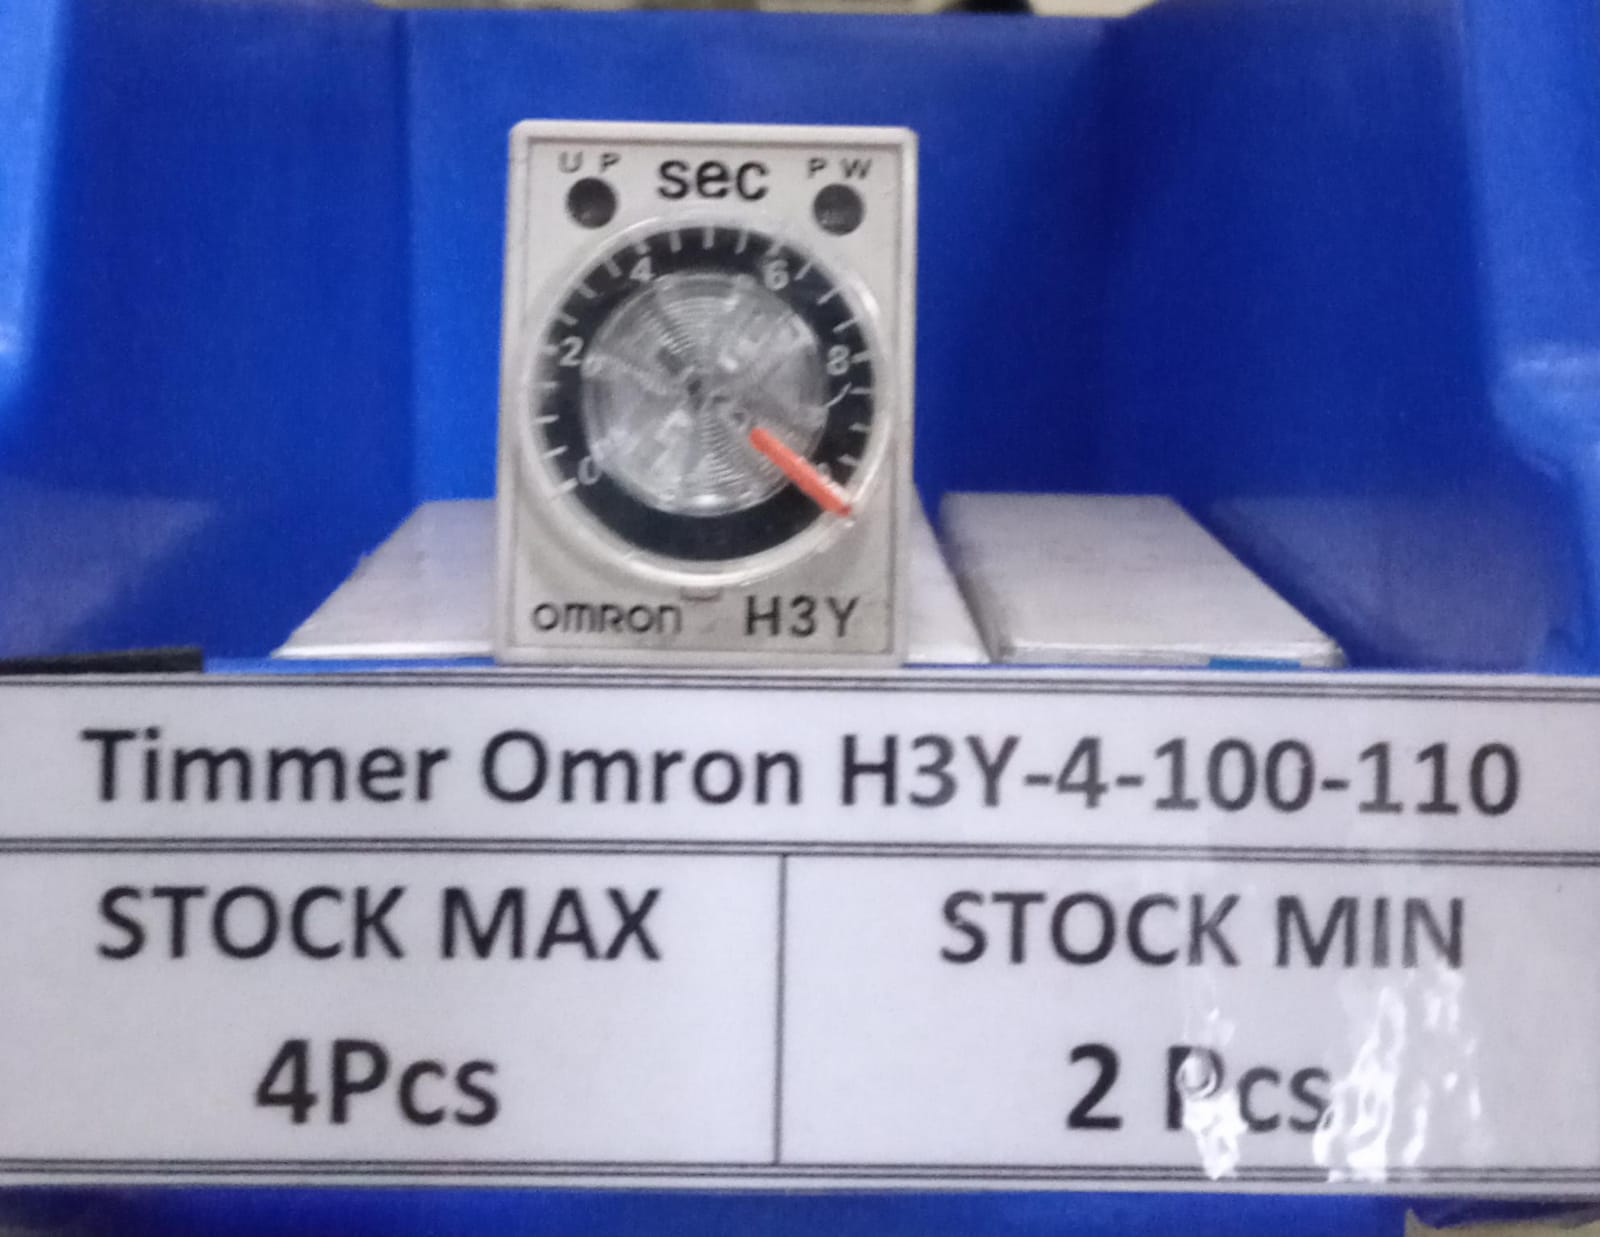 UP sec PW
4 6
2 8
0
omron H3Y
Timmer Omron H3Y-4-100-110
STOCK MAX STOCK MIN
4Pcs 2 Pcs